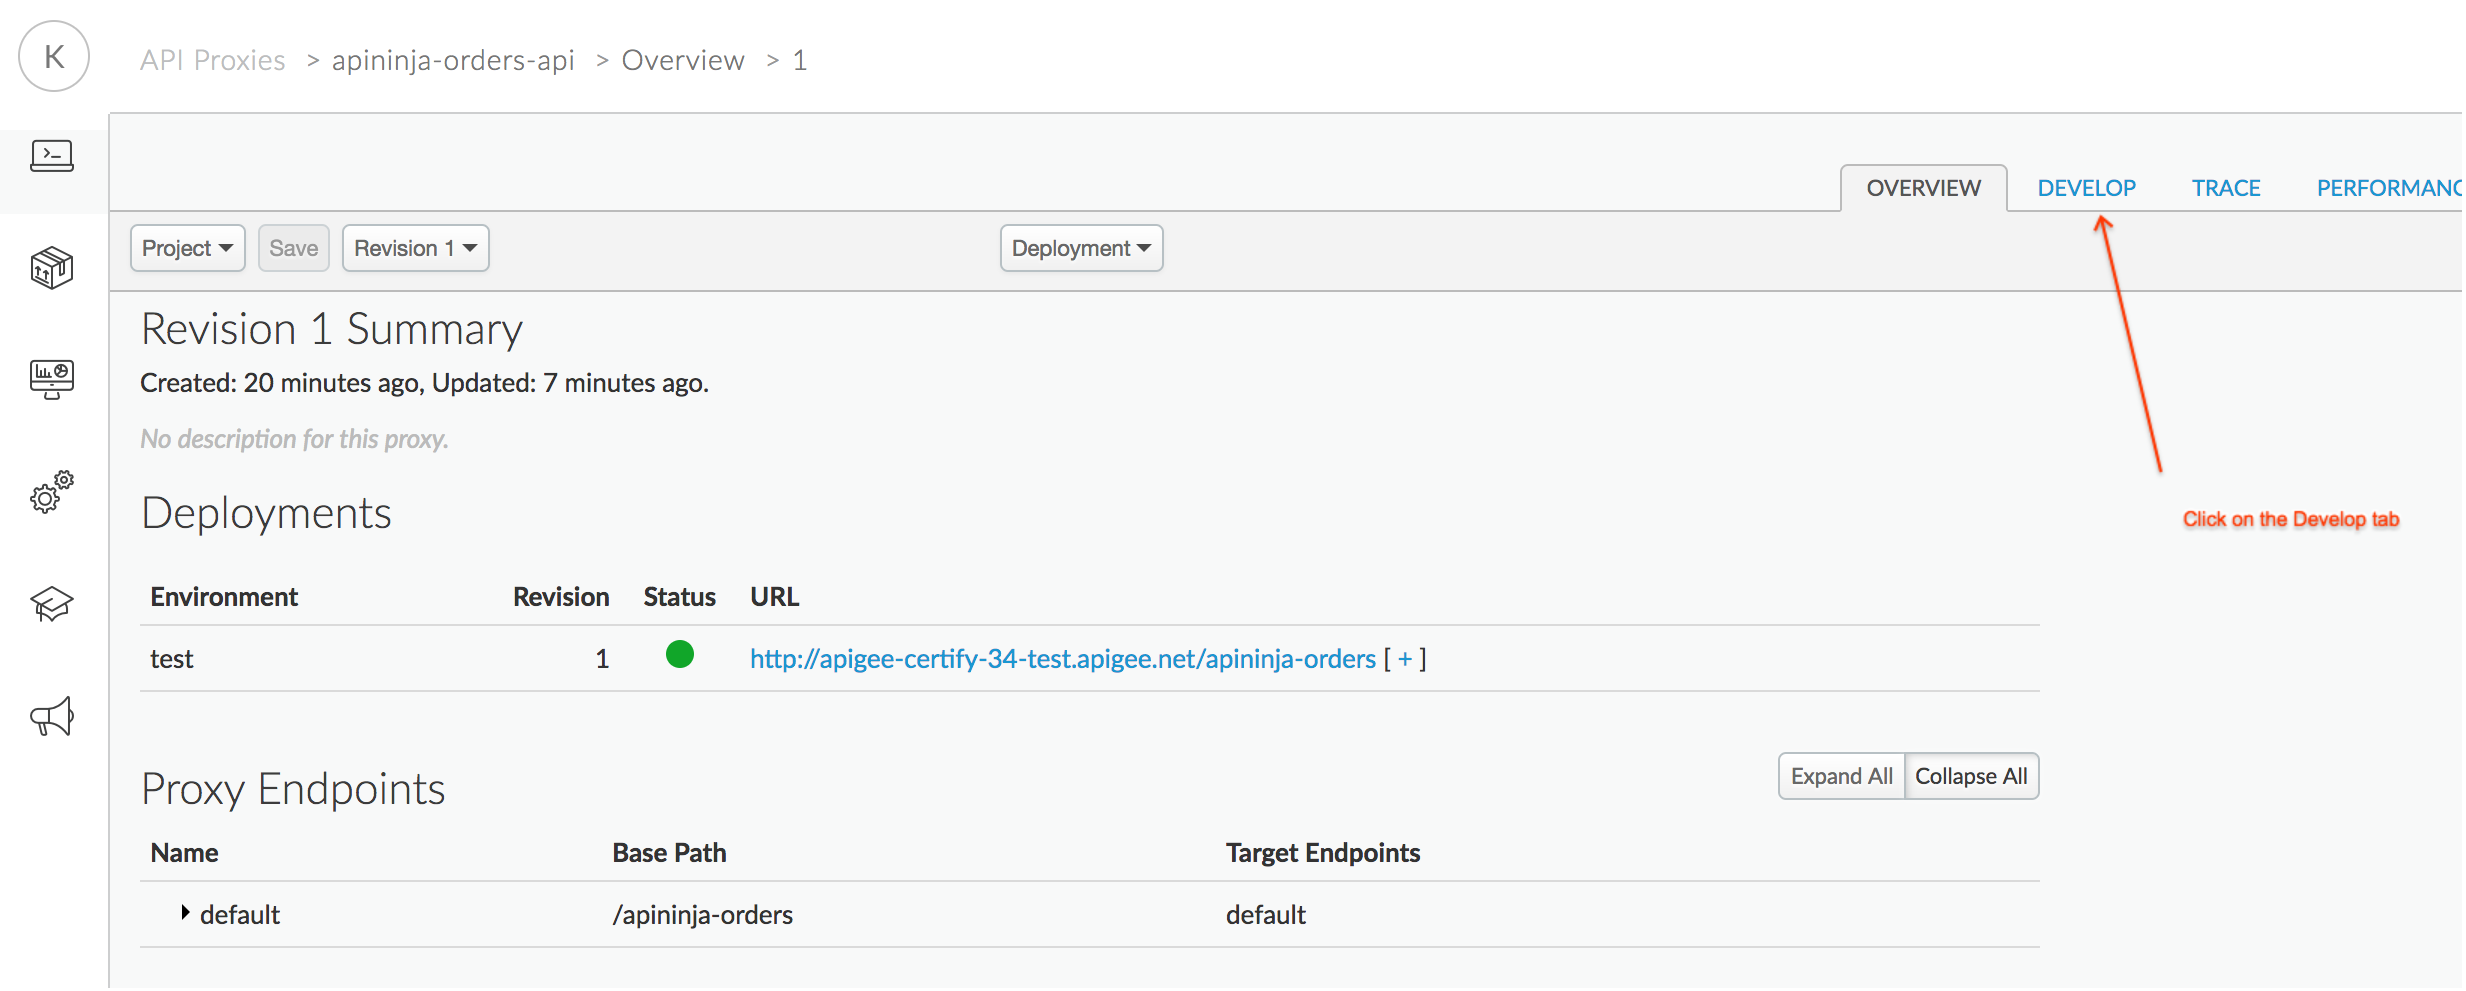 K
API Proxies > apininja-orders-api > Overview > 1
OVERVIEW DEVELOP TRACE PERFORMANC
Project Save Revision 1 Deployment
Revision 1 Summary
Created: 20 minutes ago, Updated: 7 minutes ago.
No description for this proxy.
Deployments
Click on the Develop tab
Environment Revision Status URL
test 1 http://apigee-certify-34-test.apigee.net/apininja-orders [ + ]
Proxy Endpoints Expand All Collapse All
Name Base Path Target Endpoints
default /apininja-orders default